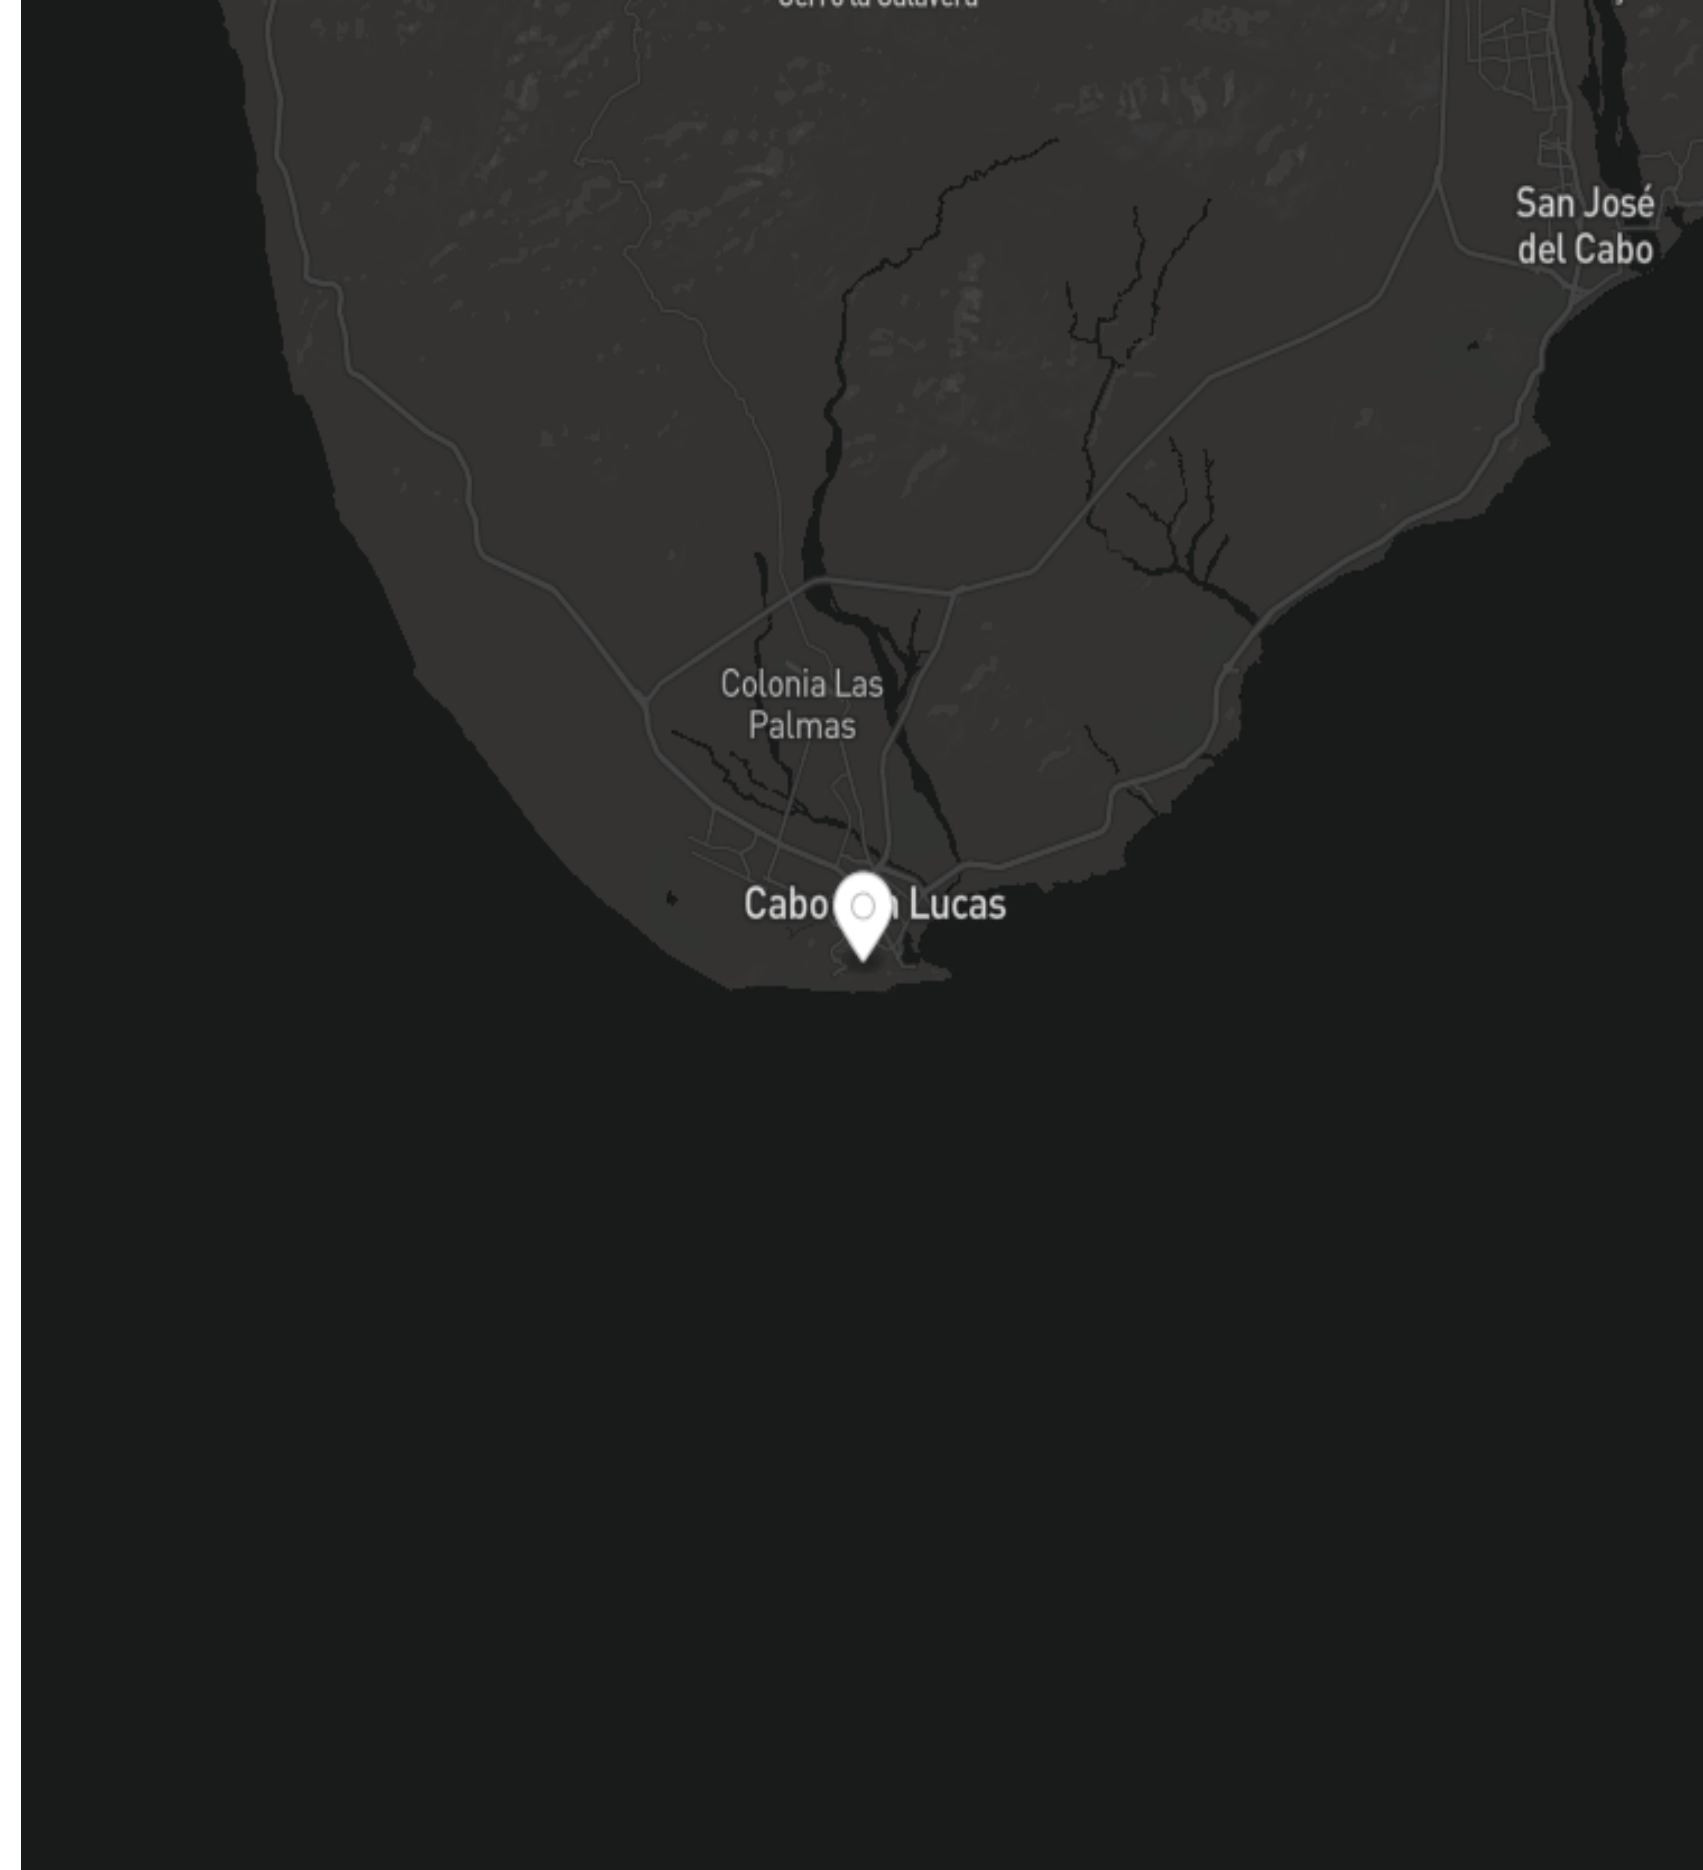 San José
del Cabo
Colonia Las
Palmas
Cabo Lucas